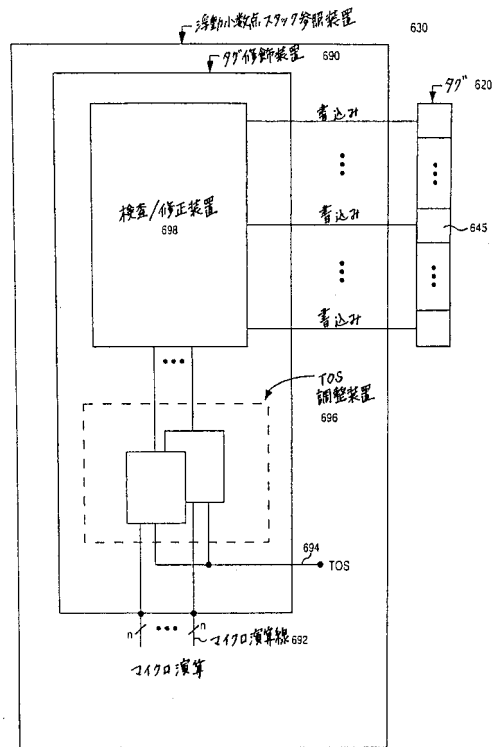 浮動小数点スタック参照装置
630
タグ修飾装置
690
タグ
620
書込み
検査/修正装置
698
書込み
645
書込み
TOS
調整装置
696
694
TOS
n
n
マイクロ演算線 692
マイクロ演算